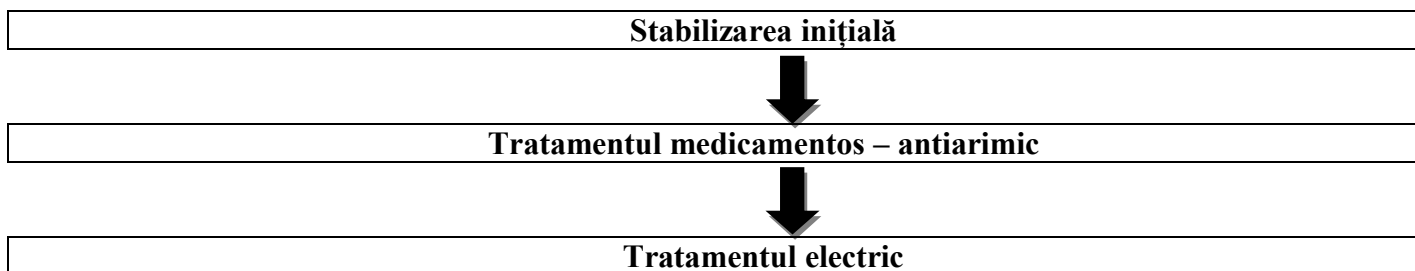 Stabilizarea inițială
Tratamentul medicamentos – antiarimic
Tratamentul electric